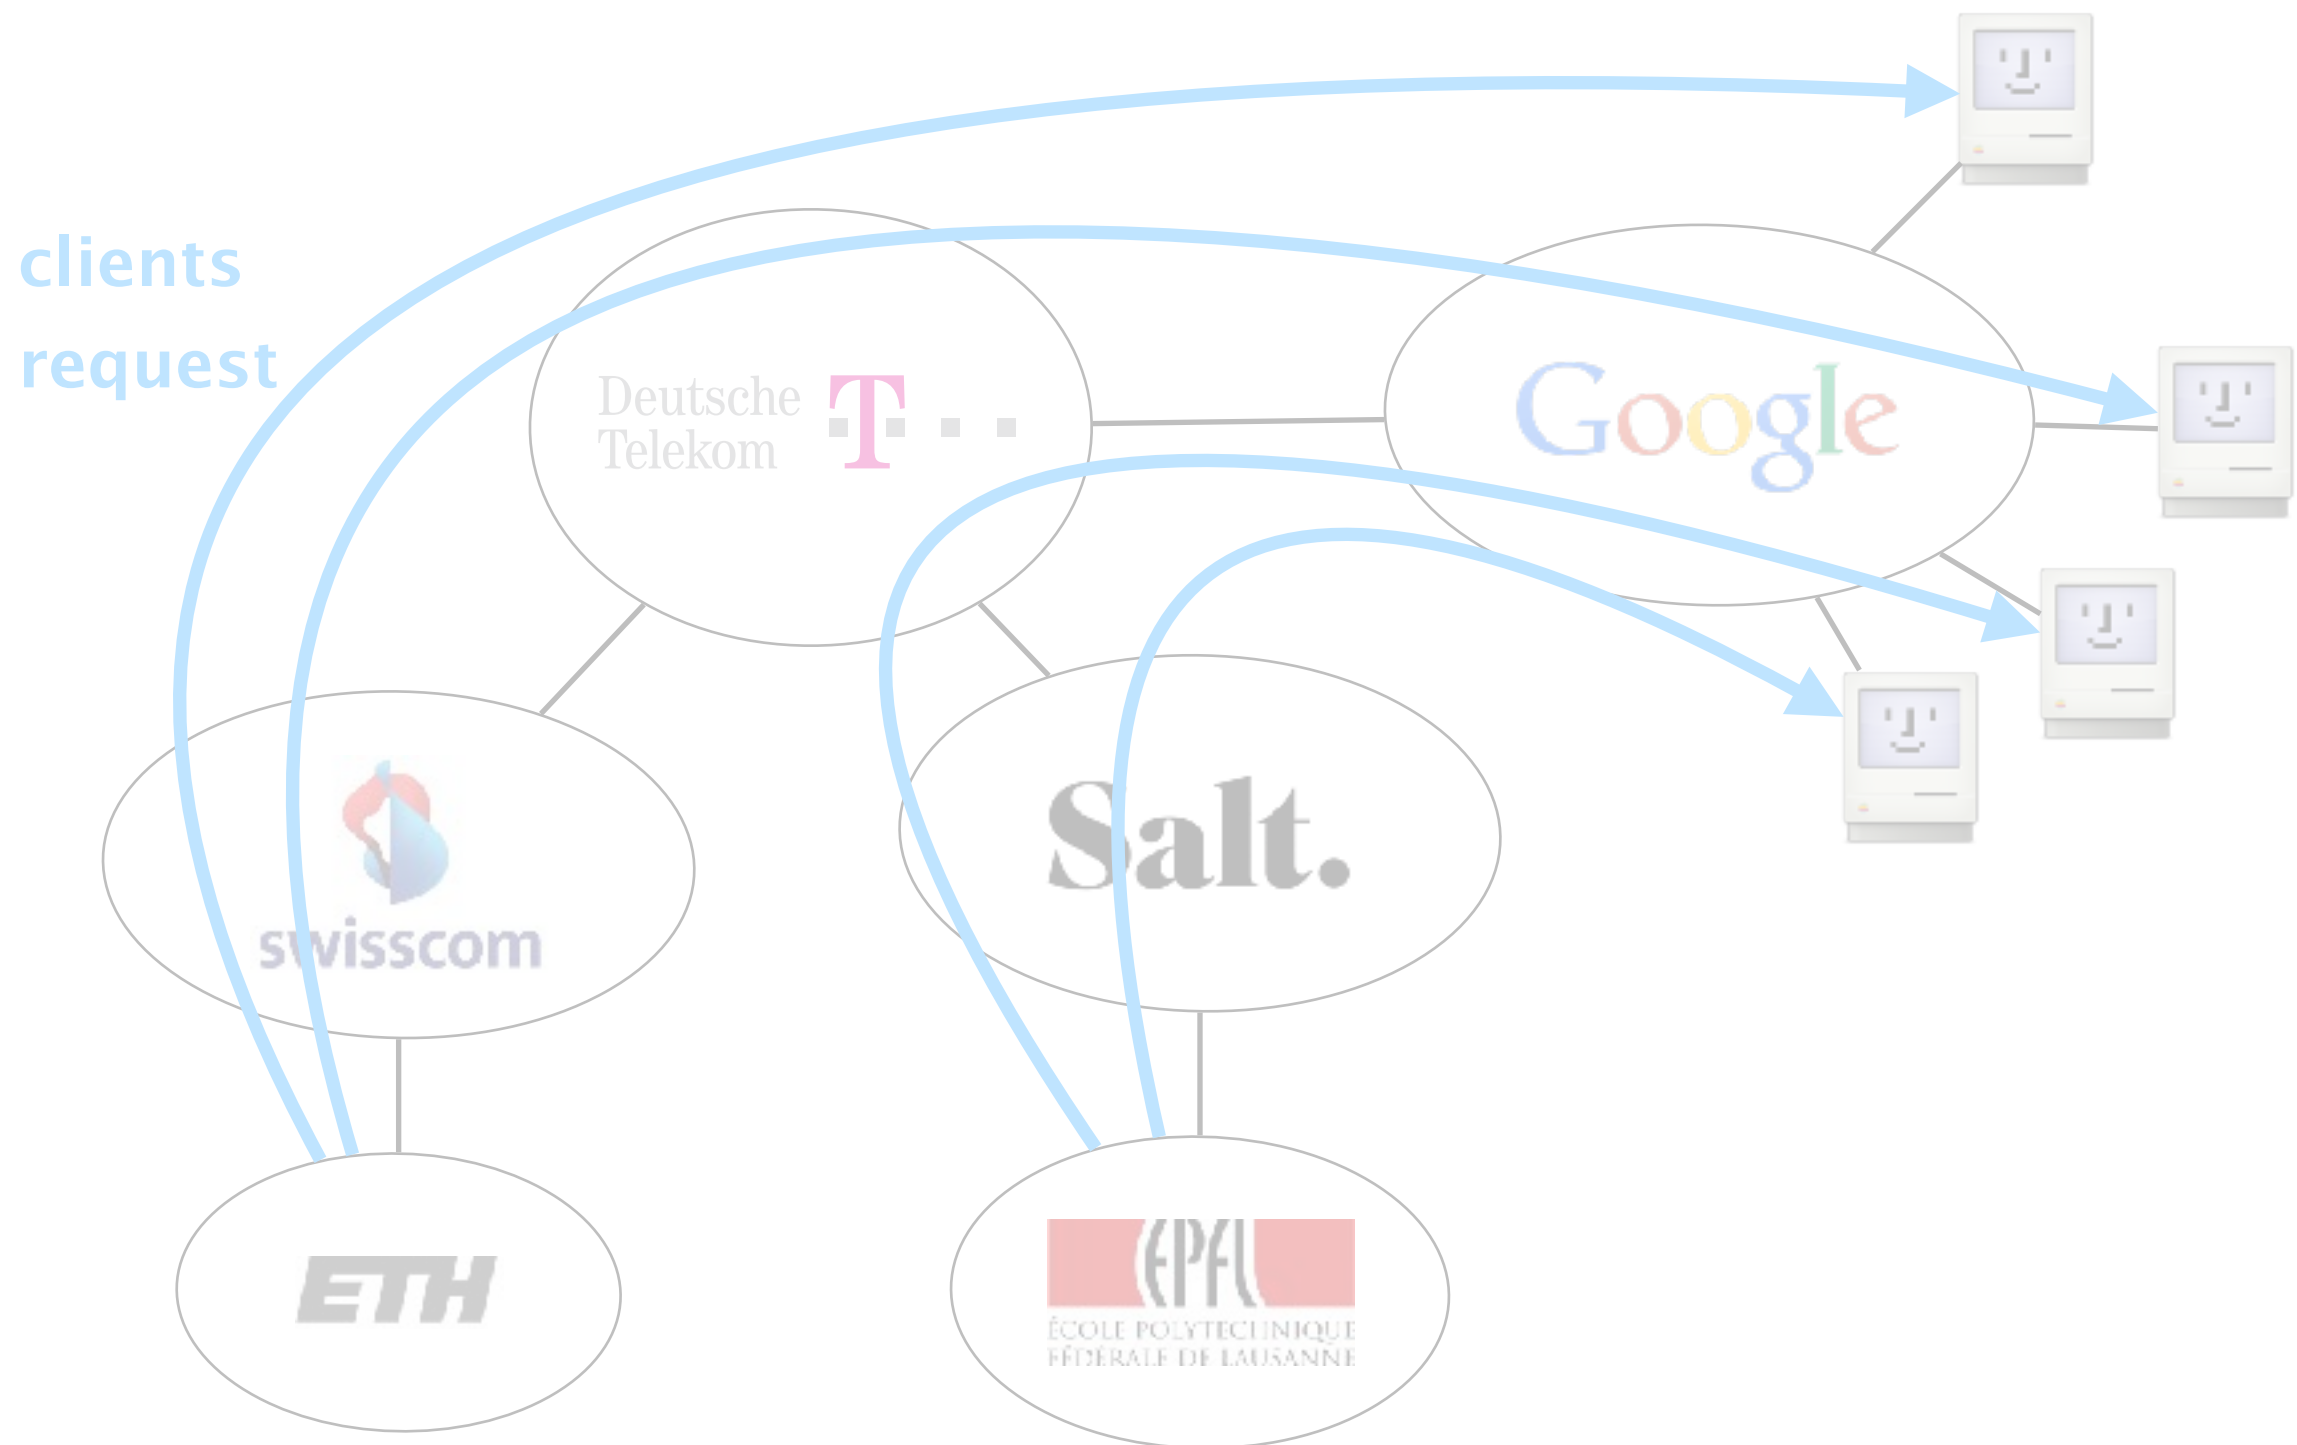 clients
request
Deutsche
Telekom
T
Google
swisscom
Salt.
ETH
EPFL
ÉCOLE POLYTECHNIQUE
FÉDÉRALE DE LAUSANNE